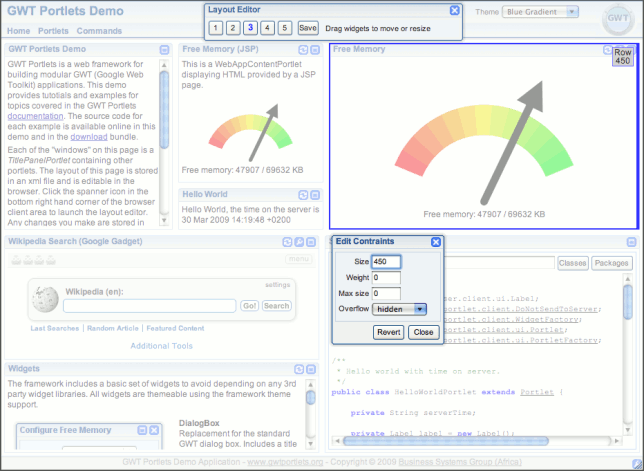 GWT Portlets Demo
Home Portlets Commands
Layout Editor
1 2 3 4 5 Save Drag widgets to move or resize
Theme Blue Gradient
GWT
GWT Portlets Demo
GWT Portlets is a web framework for
building modular GWT (Google Web
Toolkit) applications. This demo
provides tutotials and examples for
topics covered in the GWT Portlets
documentation. The source code for
each example is available online in this
demo and in the download bundle.
Each of the "windows" on this page is a
TitlePanelPortlet containing other
portlets. The layout of this page is stored
in an xml file and is editable in the
browser. Click the spanner icon in the
bottom right hand corner of the browser
client area to launch the layout editor.
Any changes you make are stored in
Free Memory (JSP)
This is a WebAppContentPortlet
displaying HTML provided by a JSP
page.
Free memory: 47907 / 69632 KB
Hello World
Hello World, the time on the server is
30 Mar 2009 14:19:48 +0200
Free Memory
Row
450
Free memory: 47907 / 69632 KB
Wikipedia Search (Google Gadget)
menu
settings
Wikipedia (en):
Go! Search
Last Searches | Random Article | Featured Content
Additional Tools
Widgets
The framework includes a basic set of widgets to avoid depending on any 3rd
party widget libraries. All widgets are themeable using the framework theme
support.
Configure Free Memory
DialogBox
Replacement for the standard
GWT dialog box. Includes a title
Edit Contraints
Size 450
Weight 0
Max size 0
Overflow hidden
Revert Close
S
Classes Packages
ser.client.ui.Label;
portlet.client.DoNotSendToServer;
portlet.client.WidgetFactory;
portlet.client.ui.Portlet;
portlet.client.ui.PortletFactory;
/**
* Hello world with time on server.
*/
public class HelloWorldPortlet extends Portlet {
private String serverTime;
private Label label = new Label();
GWT Portlets Demo Application - www.gwtportlets.org - Copyright © 2009 Business Systems Group (Africa)